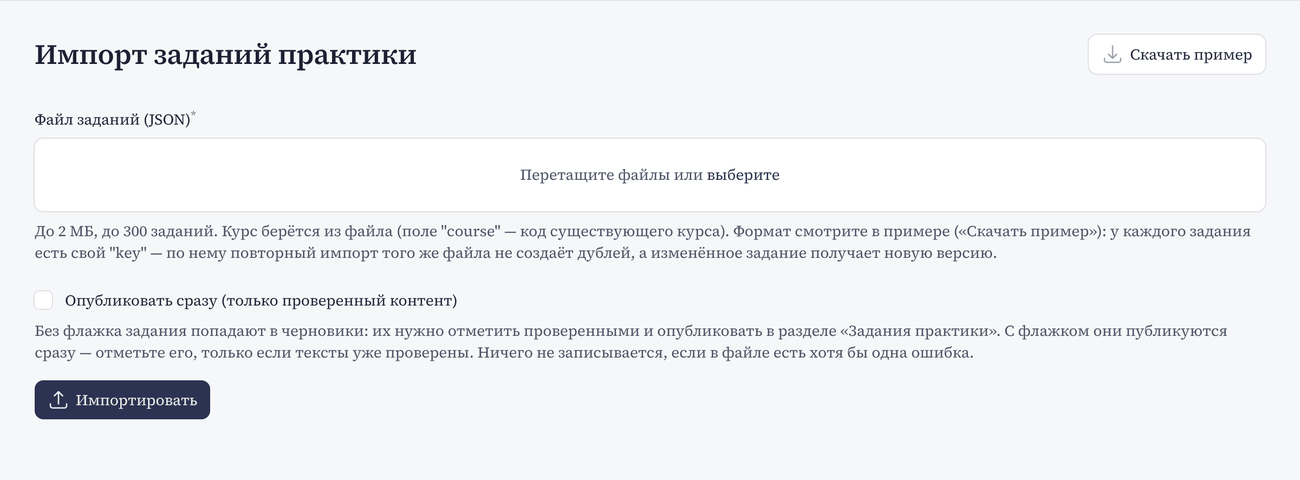 Импорт заданий практики
Скачать пример
Файл заданий (JSON)*
Перетащите файлы или выберите
До 2 МБ, до 300 заданий. Курс берётся из файла (поле "course" — код существующего курса). Формат смотрите в примере («Скачать пример»): у каждого задания
есть свой "key" — по нему повторный импорт того же файла не создаёт дублей, а изменённое задание получает новую версию.
Опубликовать сразу (только проверенный контент)
Без флажка задания попадают в черновики: их нужно отметить проверенными и опубликовать в разделе «Задания практики». С флажком они публикуются
сразу — отметьте его, только если тексты уже проверены. Ничего не записывается, если в файле есть хотя бы одна ошибка.
Импортировать